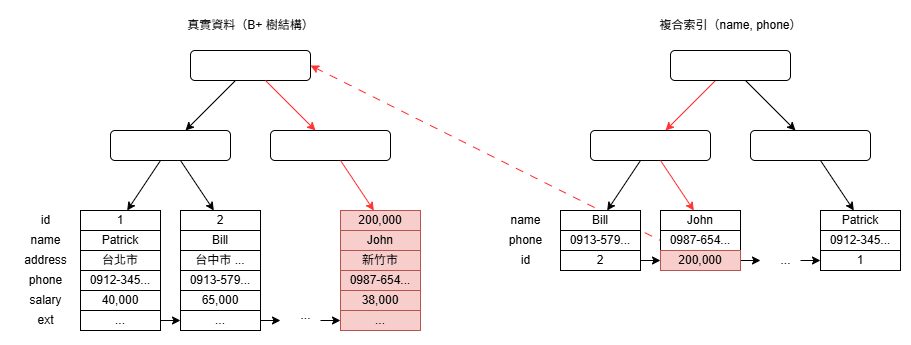 真實資料（B+ 樹結構）
複合索引（name, phone）
id 1 2 200,000
name Patrick Bill John
address 台北市 台中市 ... 新竹市
phone 0912-345... 0913-579... 0987-654...
salary 40,000 65,000 38,000
ext ... ... ... ...
name Bill John Patrick
phone 0913-579... 0987-654... 0912-345...
id 2 200,000 ... 1